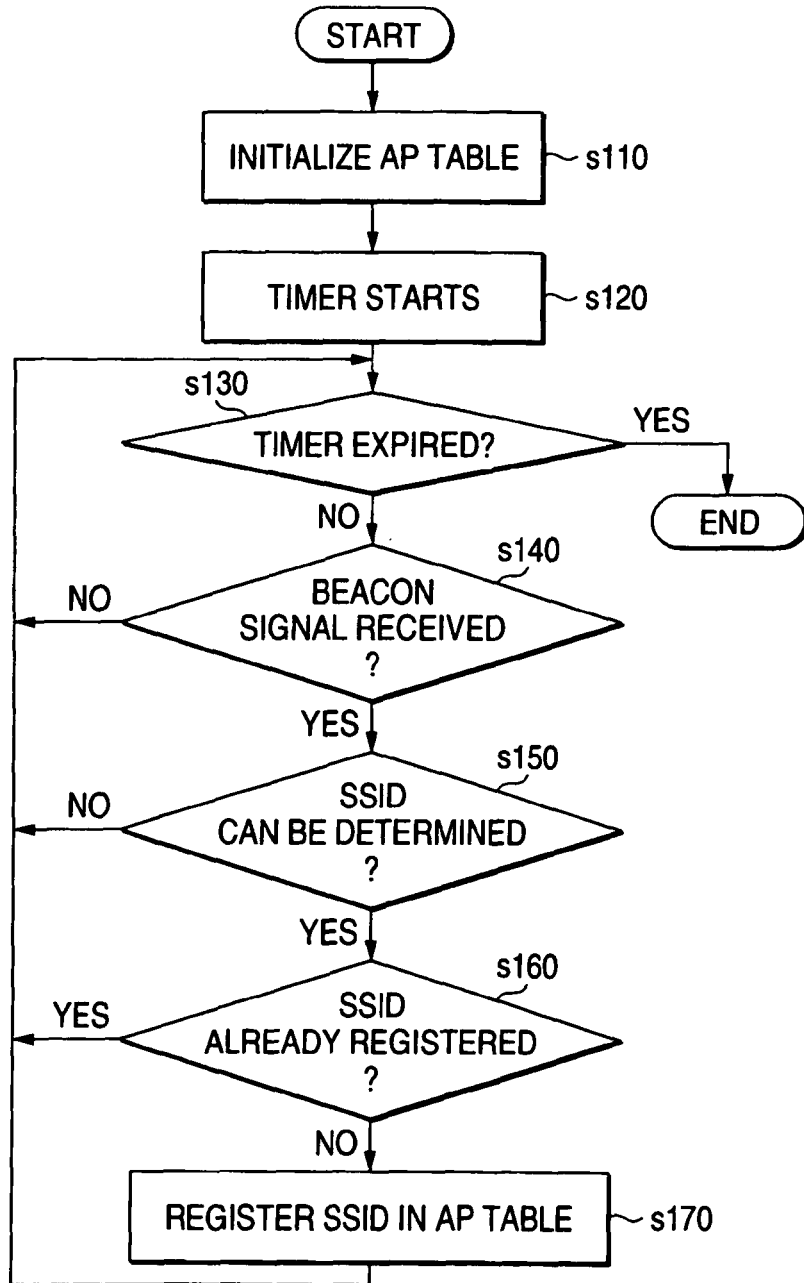 START
INITIALIZE AP TABLE
s110
TIMER STARTS
s120
s130
TIMER EXPIRED?
YES
NO
END
s140
BEACON
SIGNAL RECEIVED
?
NO
YES
s150
SSID
CAN BE DETERMINED
?
NO
YES
s160
SSID
ALREADY REGISTERED
?
YES
NO
REGISTER SSID IN AP TABLE
s170